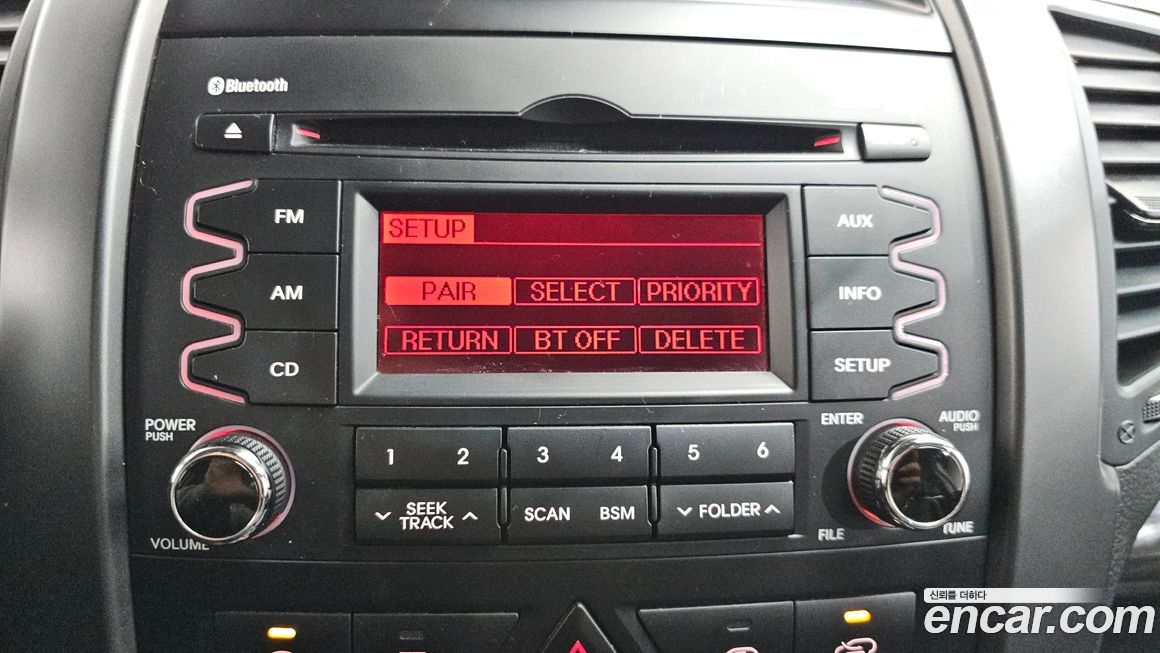 Bluetooth
FM
AM
CD
SETUP
PAIR SELECT PRIORITY
RETURN BT OFF DELETE
AUX
INFO
SETUP
POWER
PUSH
VOLUME
1 2 3 4 5 6
SEEK
TRACK
SCAN BSM
FOLDER
ENTER
AUDIO
PUSH
FILE
TUNE
신뢰를 더하다
encar.com